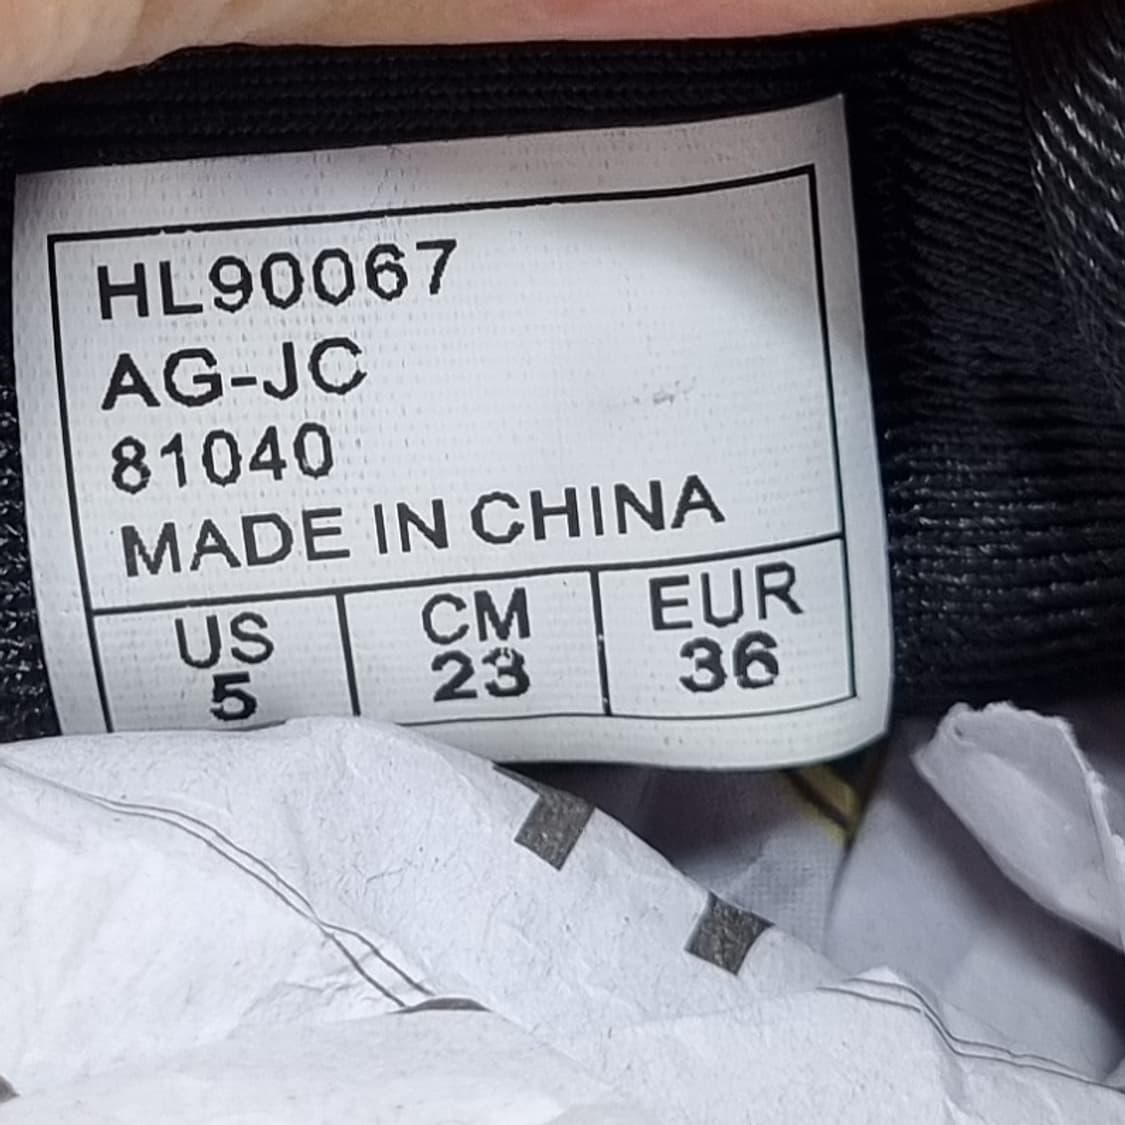 HL90067
AG-JC
81040
MADE IN CHINA
US CM EUR
5 23 36